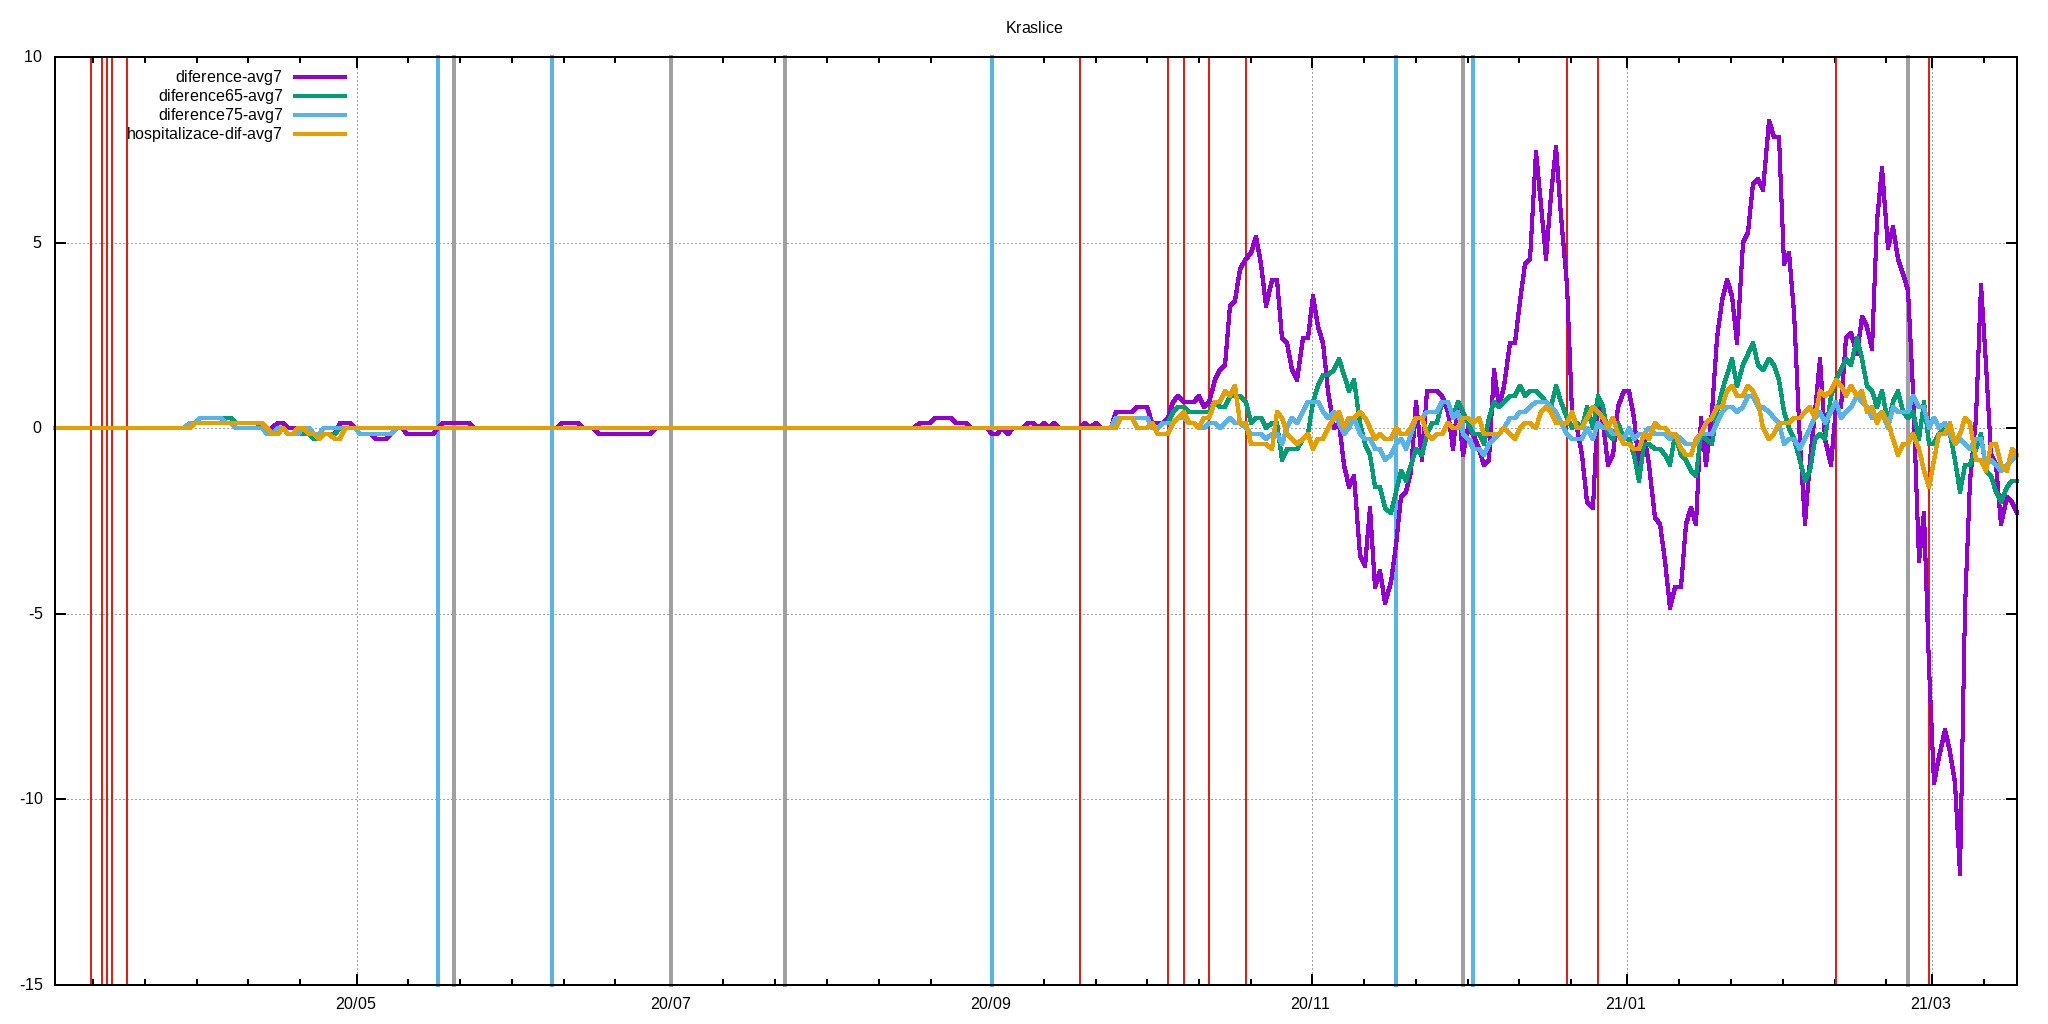 Kraslice
10
diference-avg7
diference65-avg7
diference75-avg7
hospitalizace-dif-avg7
5
0
-5
-10
-15
20/05
20/07
20/09
20/11
21/01
21/03